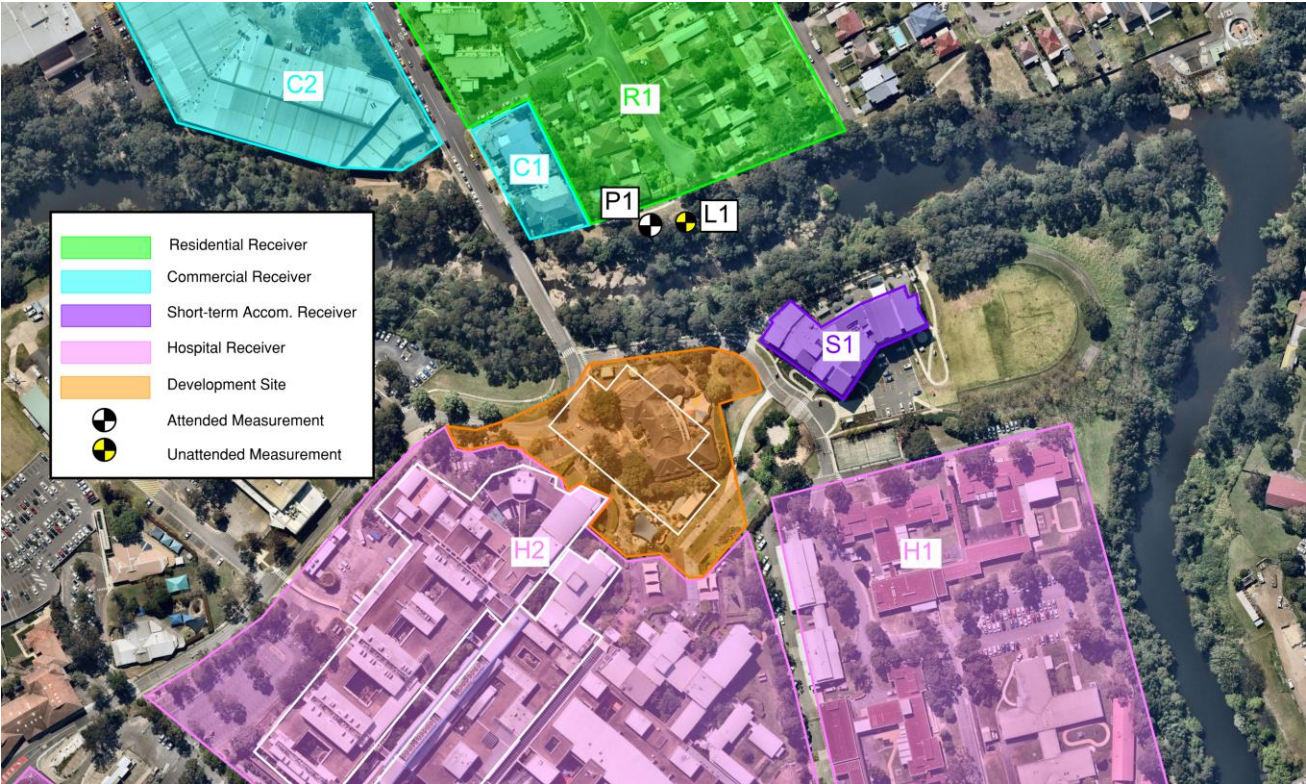 C2
R1
C1
P1
L1
Residential Receiver
Commercial Receiver
Short-term Accom. Receiver
Hospital Receiver
Development Site
Attended Measurement
Unattended Measurement
S1
H2
H1